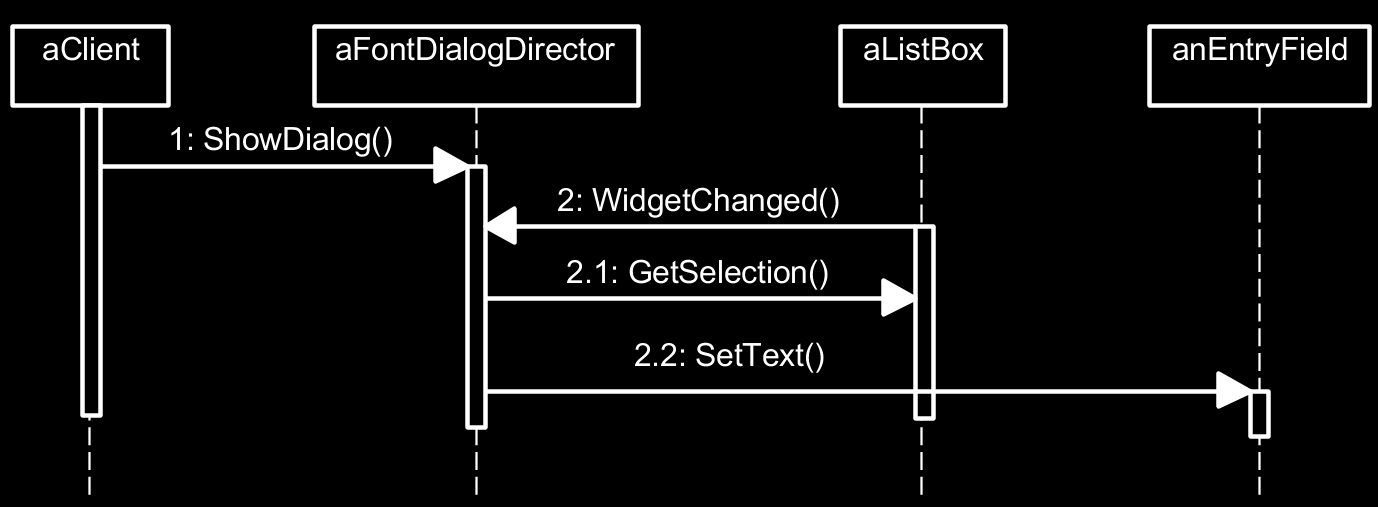 aClient
aFontDialogDirector
aListBox
anEntryField
1: ShowDialog()
2: WidgetChanged()
2.1: GetSelection()
2.2: SetText()